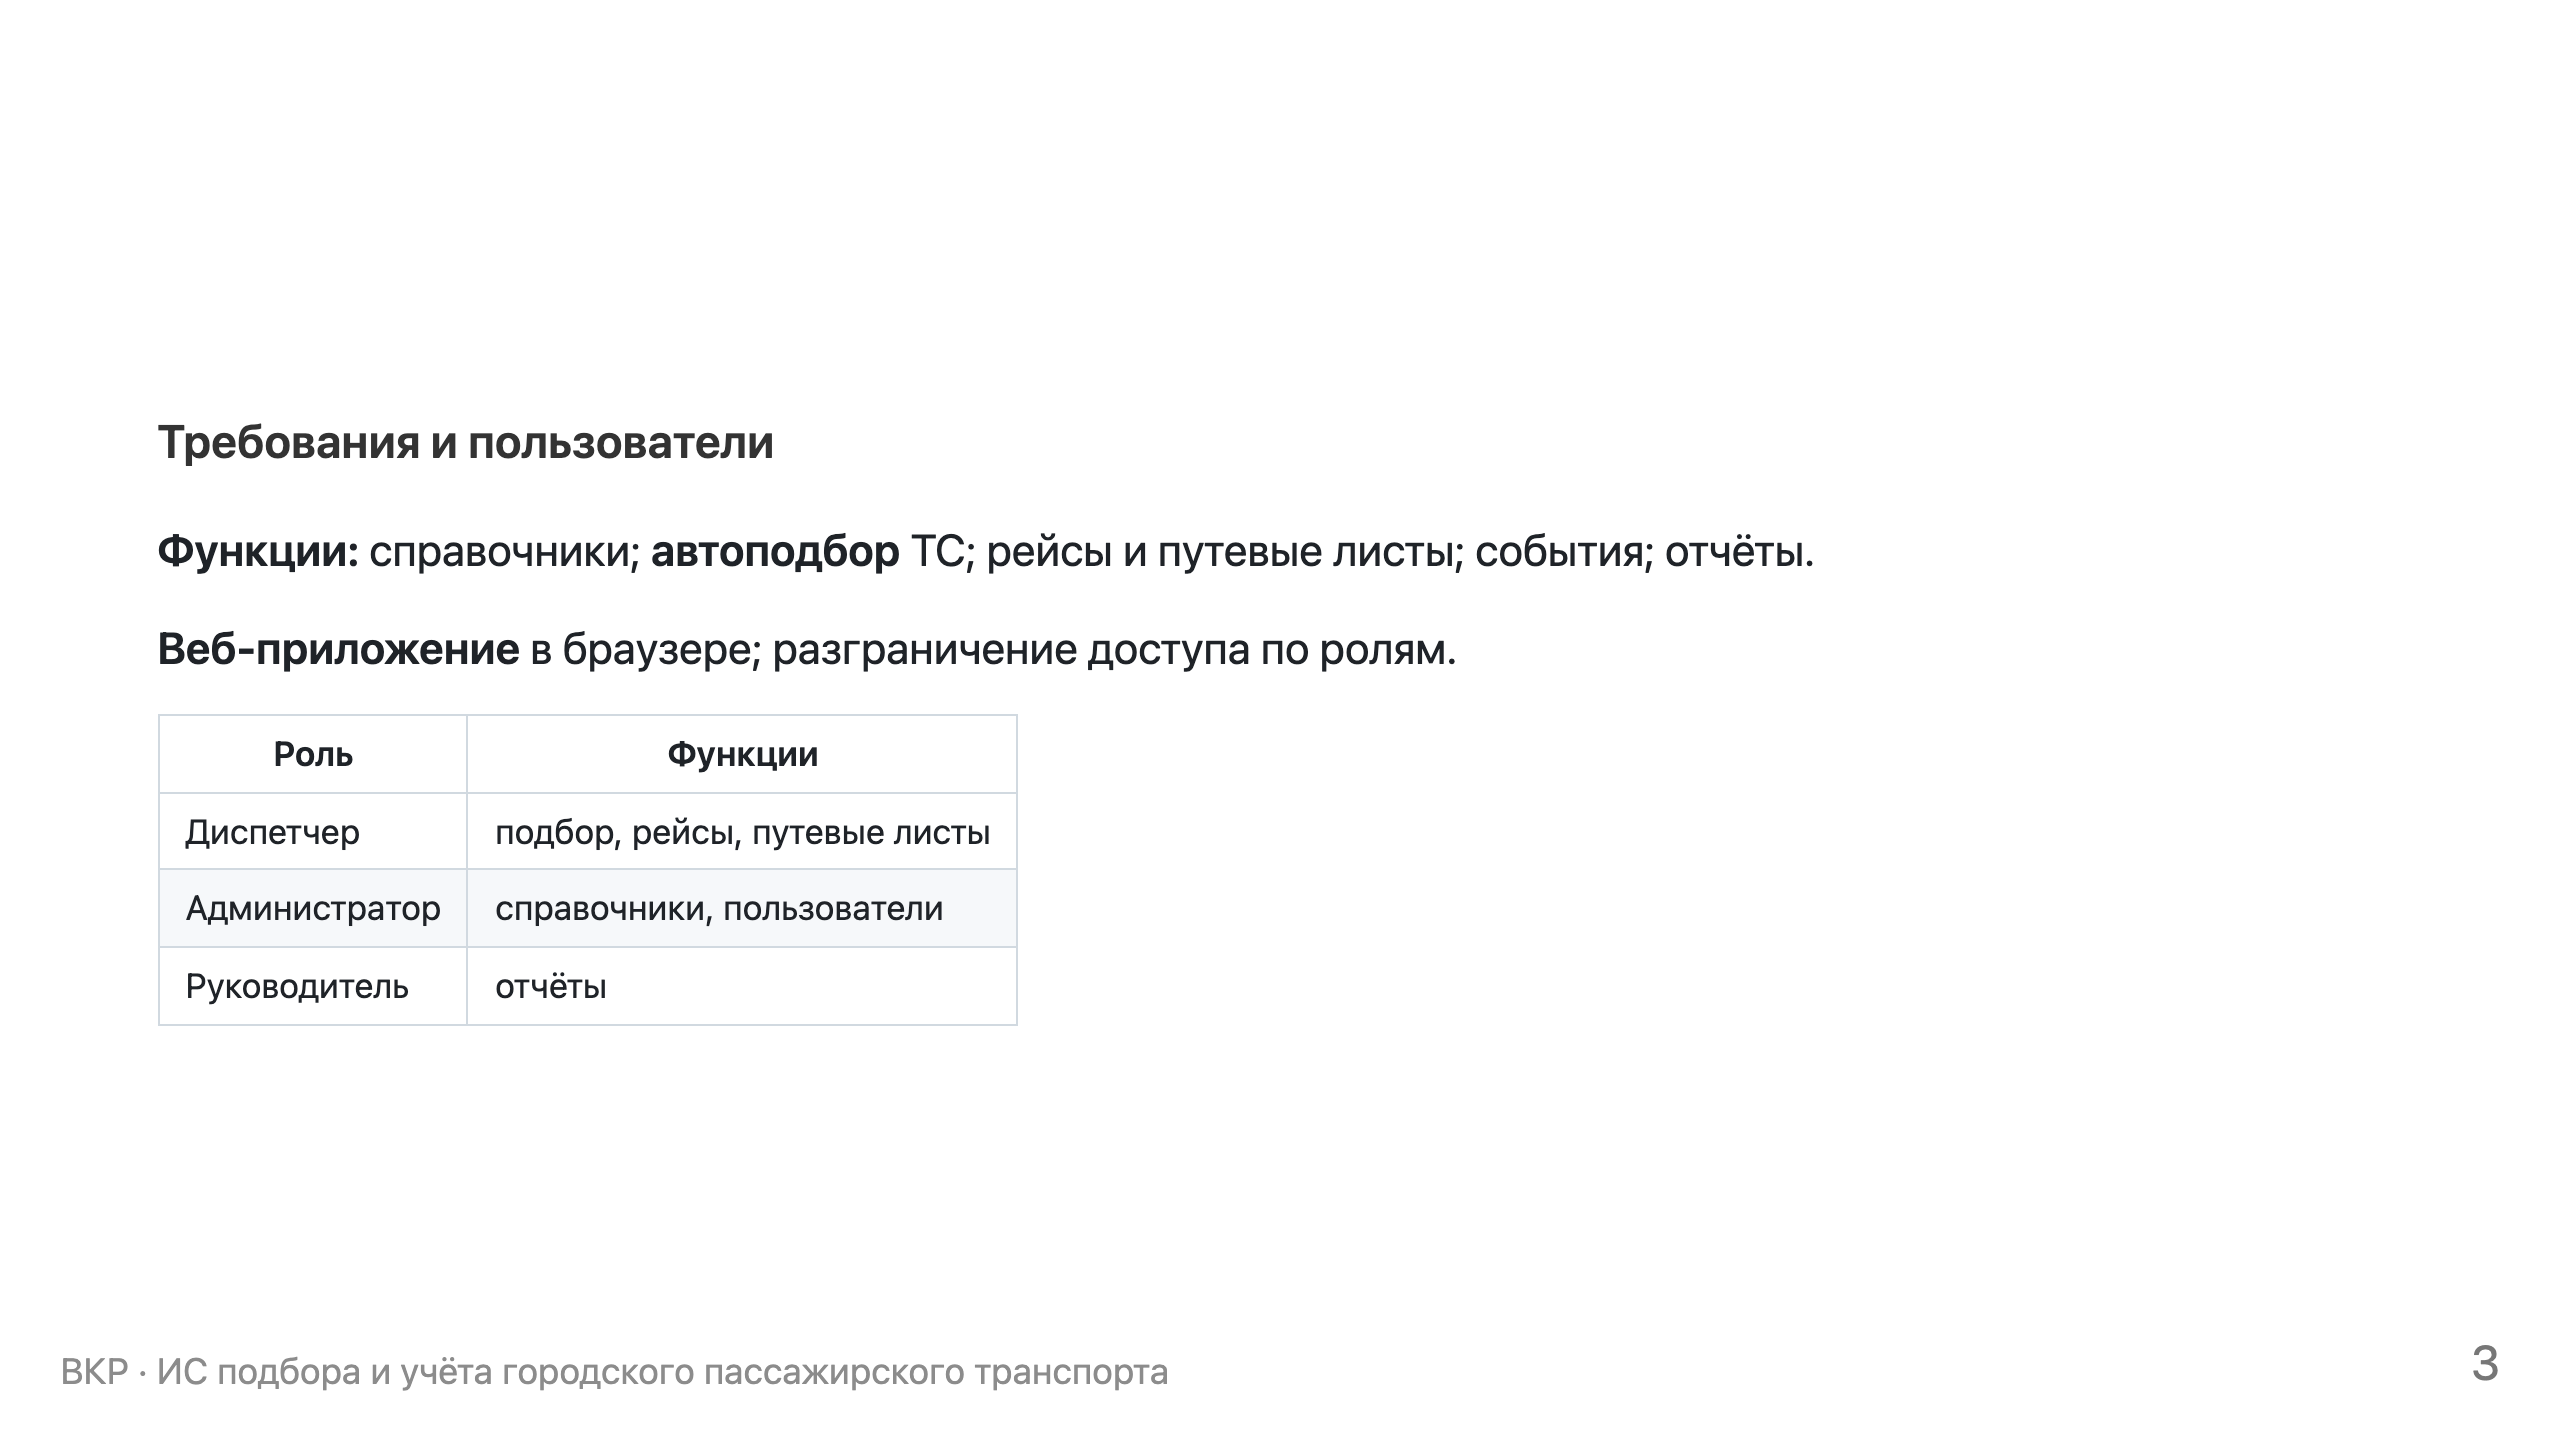 Требования и пользователи
Функции: справочники; автоподбор ТС; рейсы и путевые листы; события; отчёты.
Веб-приложение в браузере; разграничение доступа по ролям.
Роль Функции
Диспетчер подбор, рейсы, путевые листы
Администратор справочники, пользователи
Руководитель отчёты
ВКР · ИС подбора и учёта городского пассажирского транспорта
3